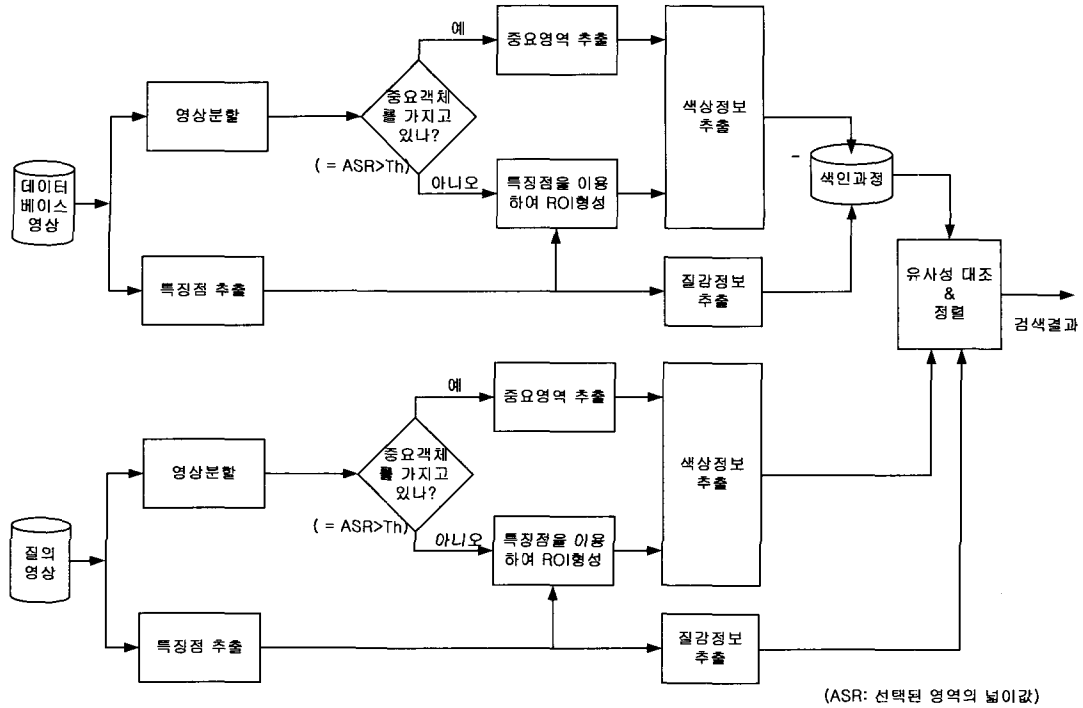 예
중요영역 추출
영상분할
중요객체
를 가지고
있나?
( = ASR>Th)
아니오
특징점을 이용
하여 ROI형성
색상정보
추출
데이터
베이스
영상
특징점 추출
질감정보
추출
색인과정
유사성 대조
&
정렬
검색결과
예
중요영역 추출
영상분할
중요객체
를 가지고
있나?
( = ASR>Th)
아니오
특징점을 이용
하여 ROI형성
색상정보
추출
질의
영상
특징점 추출
질감정보
추출
(ASR: 선택된 영역의 넓이값)